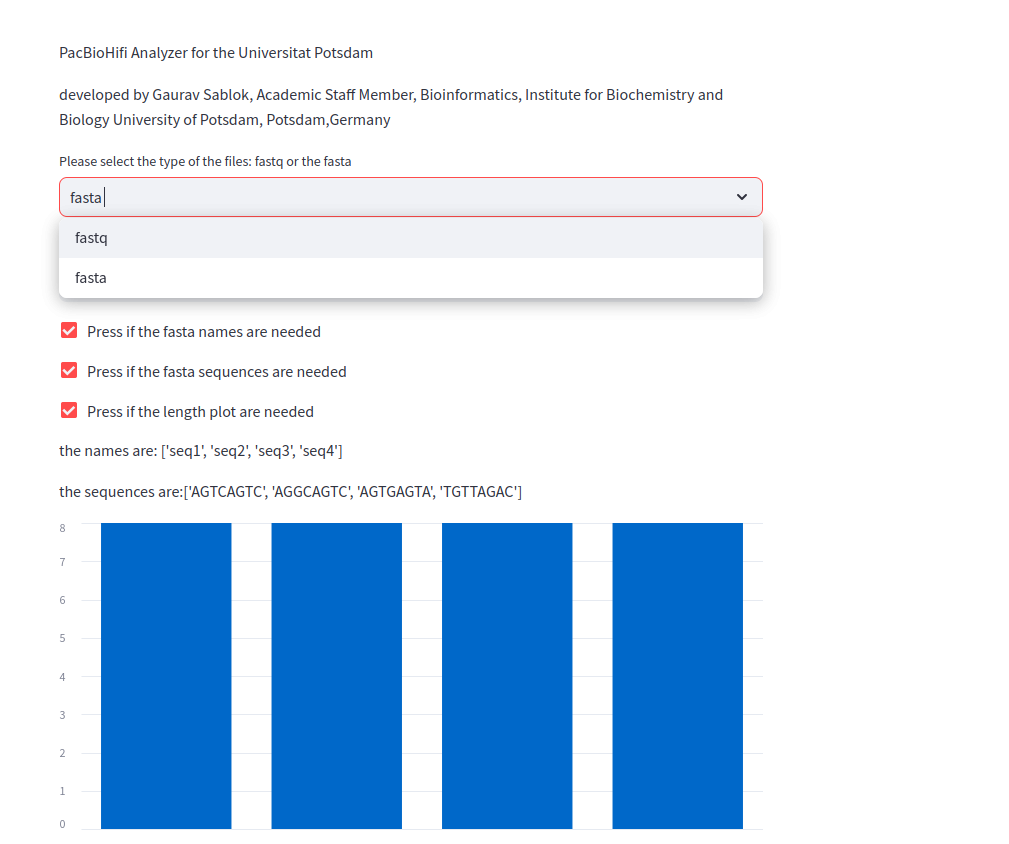 PacBioHifi Analyzer for the Universitat Potsdam
developed by Gaurav Sablok, Academic Staff Member, Bioinformatics, Institute for Biochemistry and
Biology University of Potsdam, Potsdam,Germany
Please select the type of the files: fastq or the fasta
fasta
fastq
fasta
Press if the fasta names are needed
Press if the fasta sequences are needed
Press if the length plot are needed
the names are: ['seq1', 'seq2', 'seq3', 'seq4']
the sequences are:['AGTCAGTC', 'AGGCAGTC', 'AGTGAGTA', 'TGTTAGAC']
8
7
6
5
4
3
2
1
0